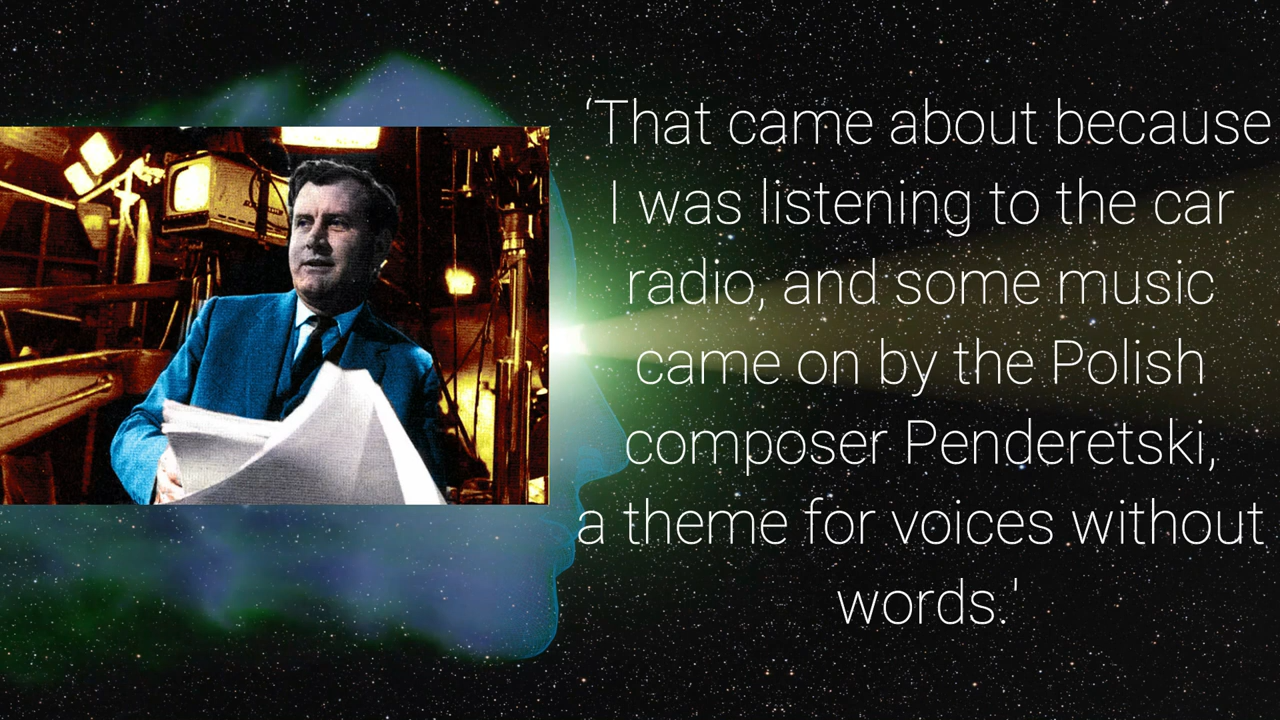 ‘That came about because
I was listening to the car
radio, and some music
came on by the Polish
composer Penderetski,
a theme for voices without
words.'